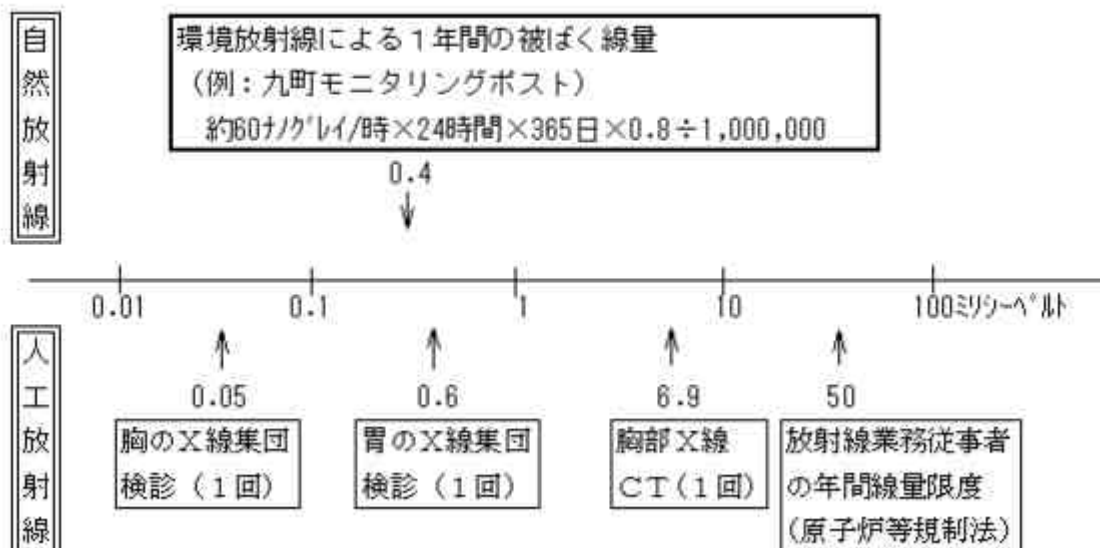 自然放射線
環境放射線による1年間の被ばく線量
(例：九町モニタリングポスト)
約60ﾅﾉｸﾞﾚｲ/時×24時間×365日×0.8÷1,000,000
0.4
0.01
0.1
1
10
100ﾐﾘｼｰﾍﾞﾙﾄ
人工放射線
0.05
0.6
6.9
50
胸のＸ線集団
検診（1回）
胃のＸ線集団
検診（1回）
胸部Ｘ線
ＣＴ(1回)
放射線業務従事者
の年間線量限度
(原子炉等規制法)